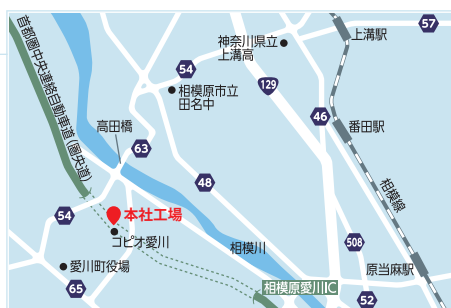 首都圏中央連絡自動車道(圏央道)
神奈川県立
上溝高
上溝駅
57
54
129
相模原市立
田名中
46
高田橋
63
番田駅
48
相模線
54
本社工場
ゴピオ愛川
相模川
508
愛川町役場
原当麻駅
65
相模原愛川IC
52